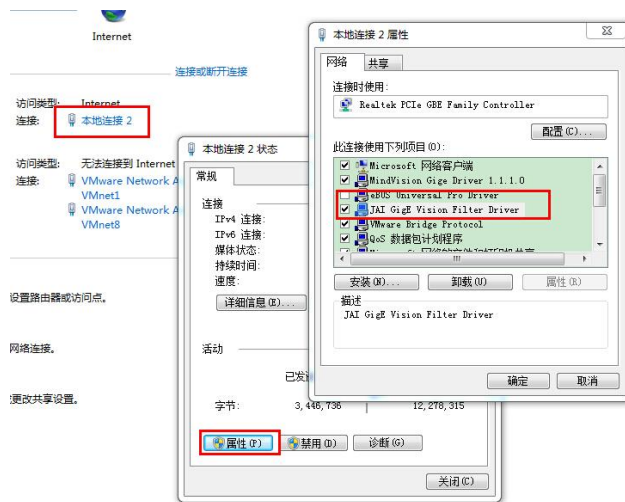 Internet
连接或断开连接
访问类型: Internet
连接: 本地连接 2
访问类型: 无法连接到 Internet
连接: VMware Network A
VMnet1
VMware Network A
VMnet8
设置路由器或访问点。
网络连接。
更改共享设置。
本地连接 2 状态
常规
连接
IPv4 连接:
IPv6 连接:
媒体状态:
持续时间:
速度:
详细信息(E)...
活动
已发
字节: 3,446,736 12,278,315
属性(P) 禁用(D) 诊断(G)
关闭(C)
本地连接 2 属性
网络 共享
连接时使用:
Realtek PCIe GBE Family Controller
配置(C)...
此连接使用下列项目(O):
Microsoft 网络客户端
MindVision Gige Driver 1.1.1.0
eBUS Universal Pro Driver
JAI GigE Vision Filter Driver
VMware Bridge Protocol
QoS 数据包计划程序
安装(N)... 卸载(U) 属性(R)
描述
JAI GigE Vision Filter Driver
确定 取消